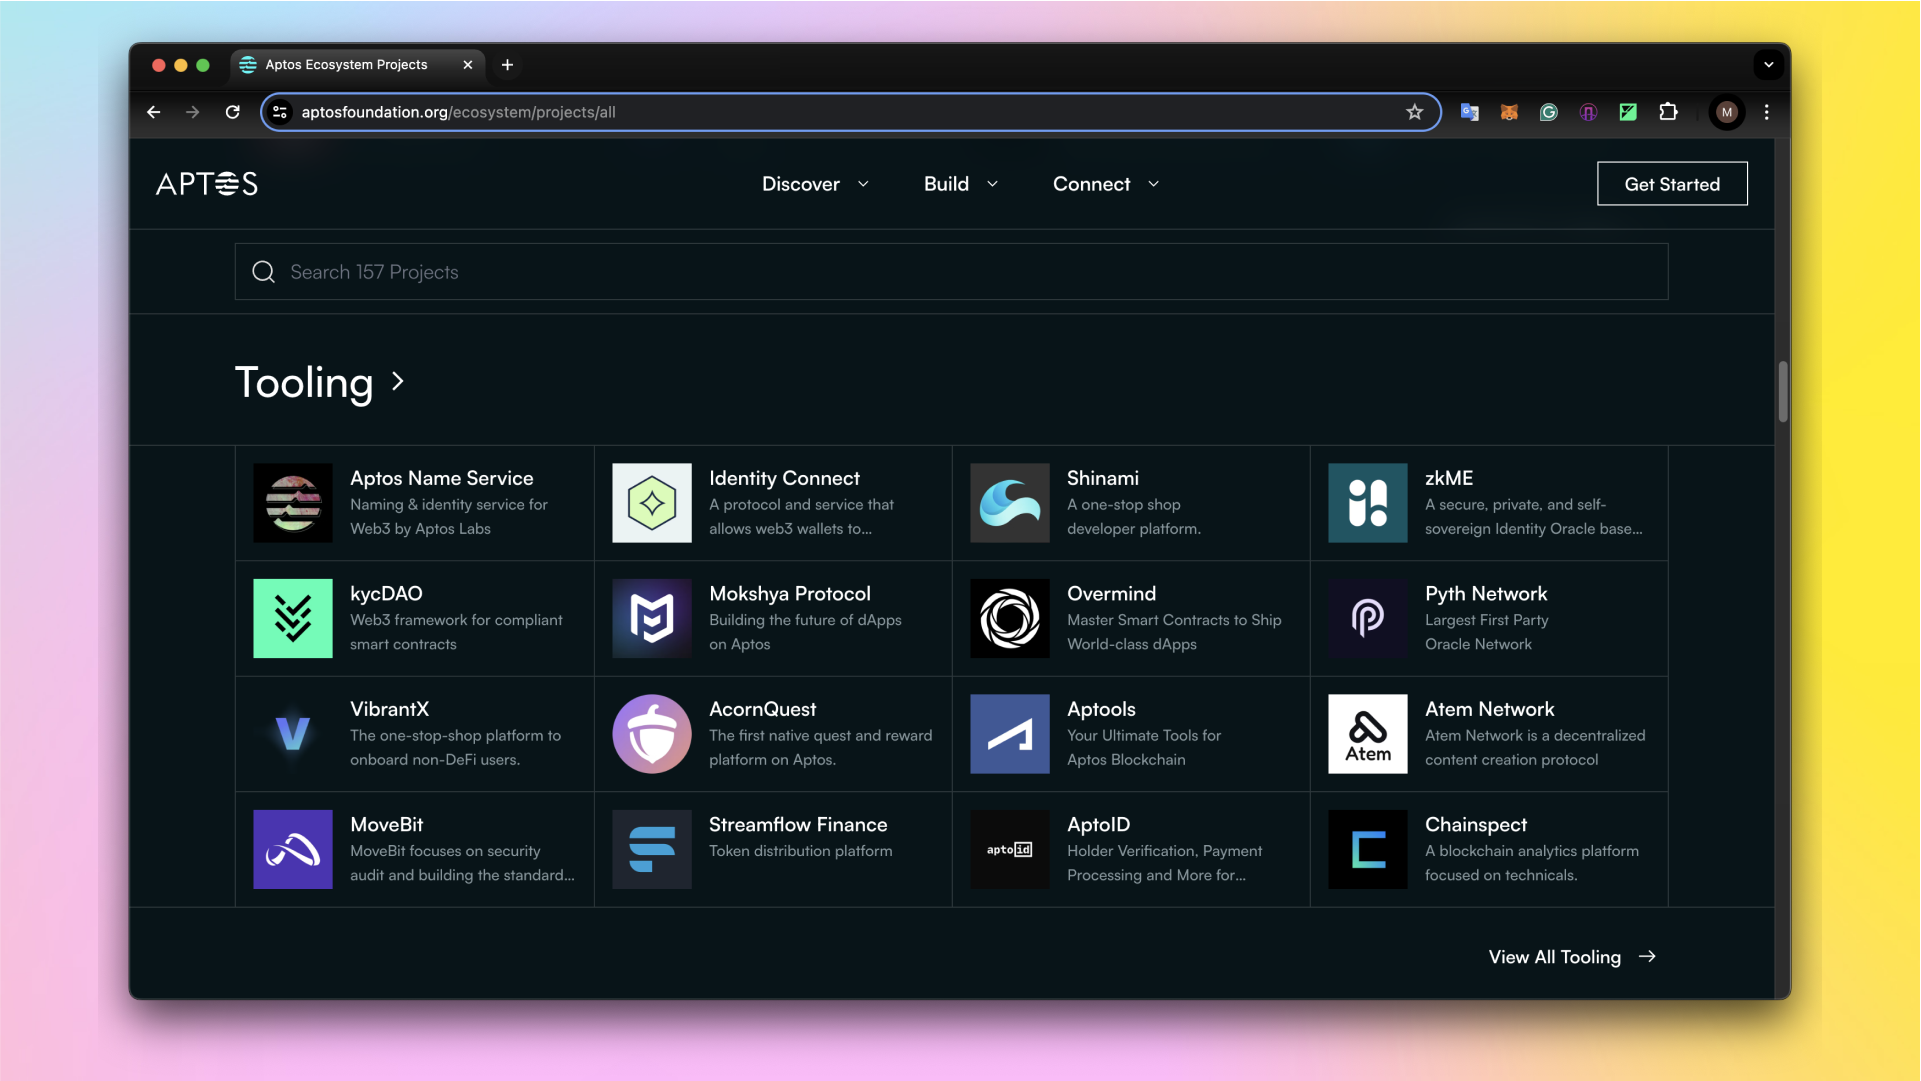 Aptos Ecosystem Projects
aptosfoundation.org/ecosystem/projects/all
M
APTOS
Discover
Build
Connect
Get Started
Search 157 Projects
Tooling
Aptos Name Service
Naming & identity service for
Web3 by Aptos Labs
Identity Connect
A protocol and service that
allows web3 wallets to...
Shinami
A one-stop shop
developer platform.
zkME
A secure, private, and self-
sovereign Identity Oracle base...
kycDAO
Web3 framework for compliant
smart contracts
Mokshya Protocol
Building the future of dApps
on Aptos
Overmind
Master Smart Contracts to Ship
World-class dApps
Pyth Network
Largest First Party
Oracle Network
VibrantX
The one-stop-shop platform to
onboard non-DeFi users.
AcornQuest
The first native quest and reward
platform on Aptos.
Aptools
Your Ultimate Tools for
Aptos Blockchain
Atem
Atem Network
Atem Network is a decentralized
content creation protocol
MoveBit
MoveBit focuses on security
audit and building the standard...
Streamflow Finance
Token distribution platform
aptoid
AptoID
Holder Verification, Payment
Processing and More for...
Chainspect
A blockchain analytics platform
focused on technicals.
View All Tooling